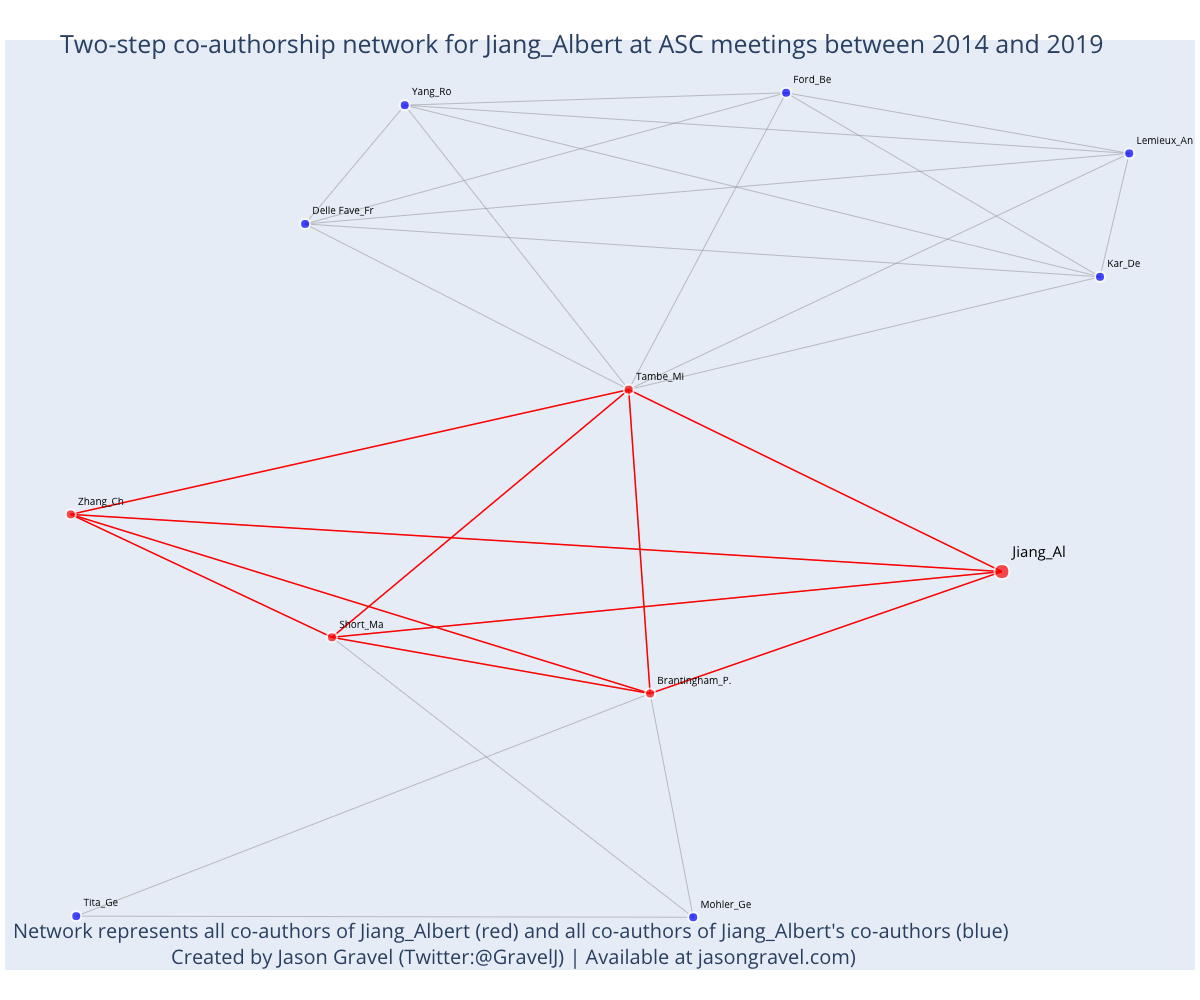 Two-step co-authorship network for Jiang_Albert at ASC meetings between 2014 and 2019
Ford_Be
Yang_Ro
Lemieux_An
Delle Fave_Fr
Kar_De
Tambe_Mi
Zhang_Ch
Jiang_Al
Short_Ma
Brantingham_P.
Tita_Ge
Mohler_Ge
Network represents all co-authors of Jiang_Albert (red) and all co-authors of Jiang_Albert's co-authors (blue)
Created by Jason Gravel (Twitter:@GravelJ) | Available at jasongravel.com)